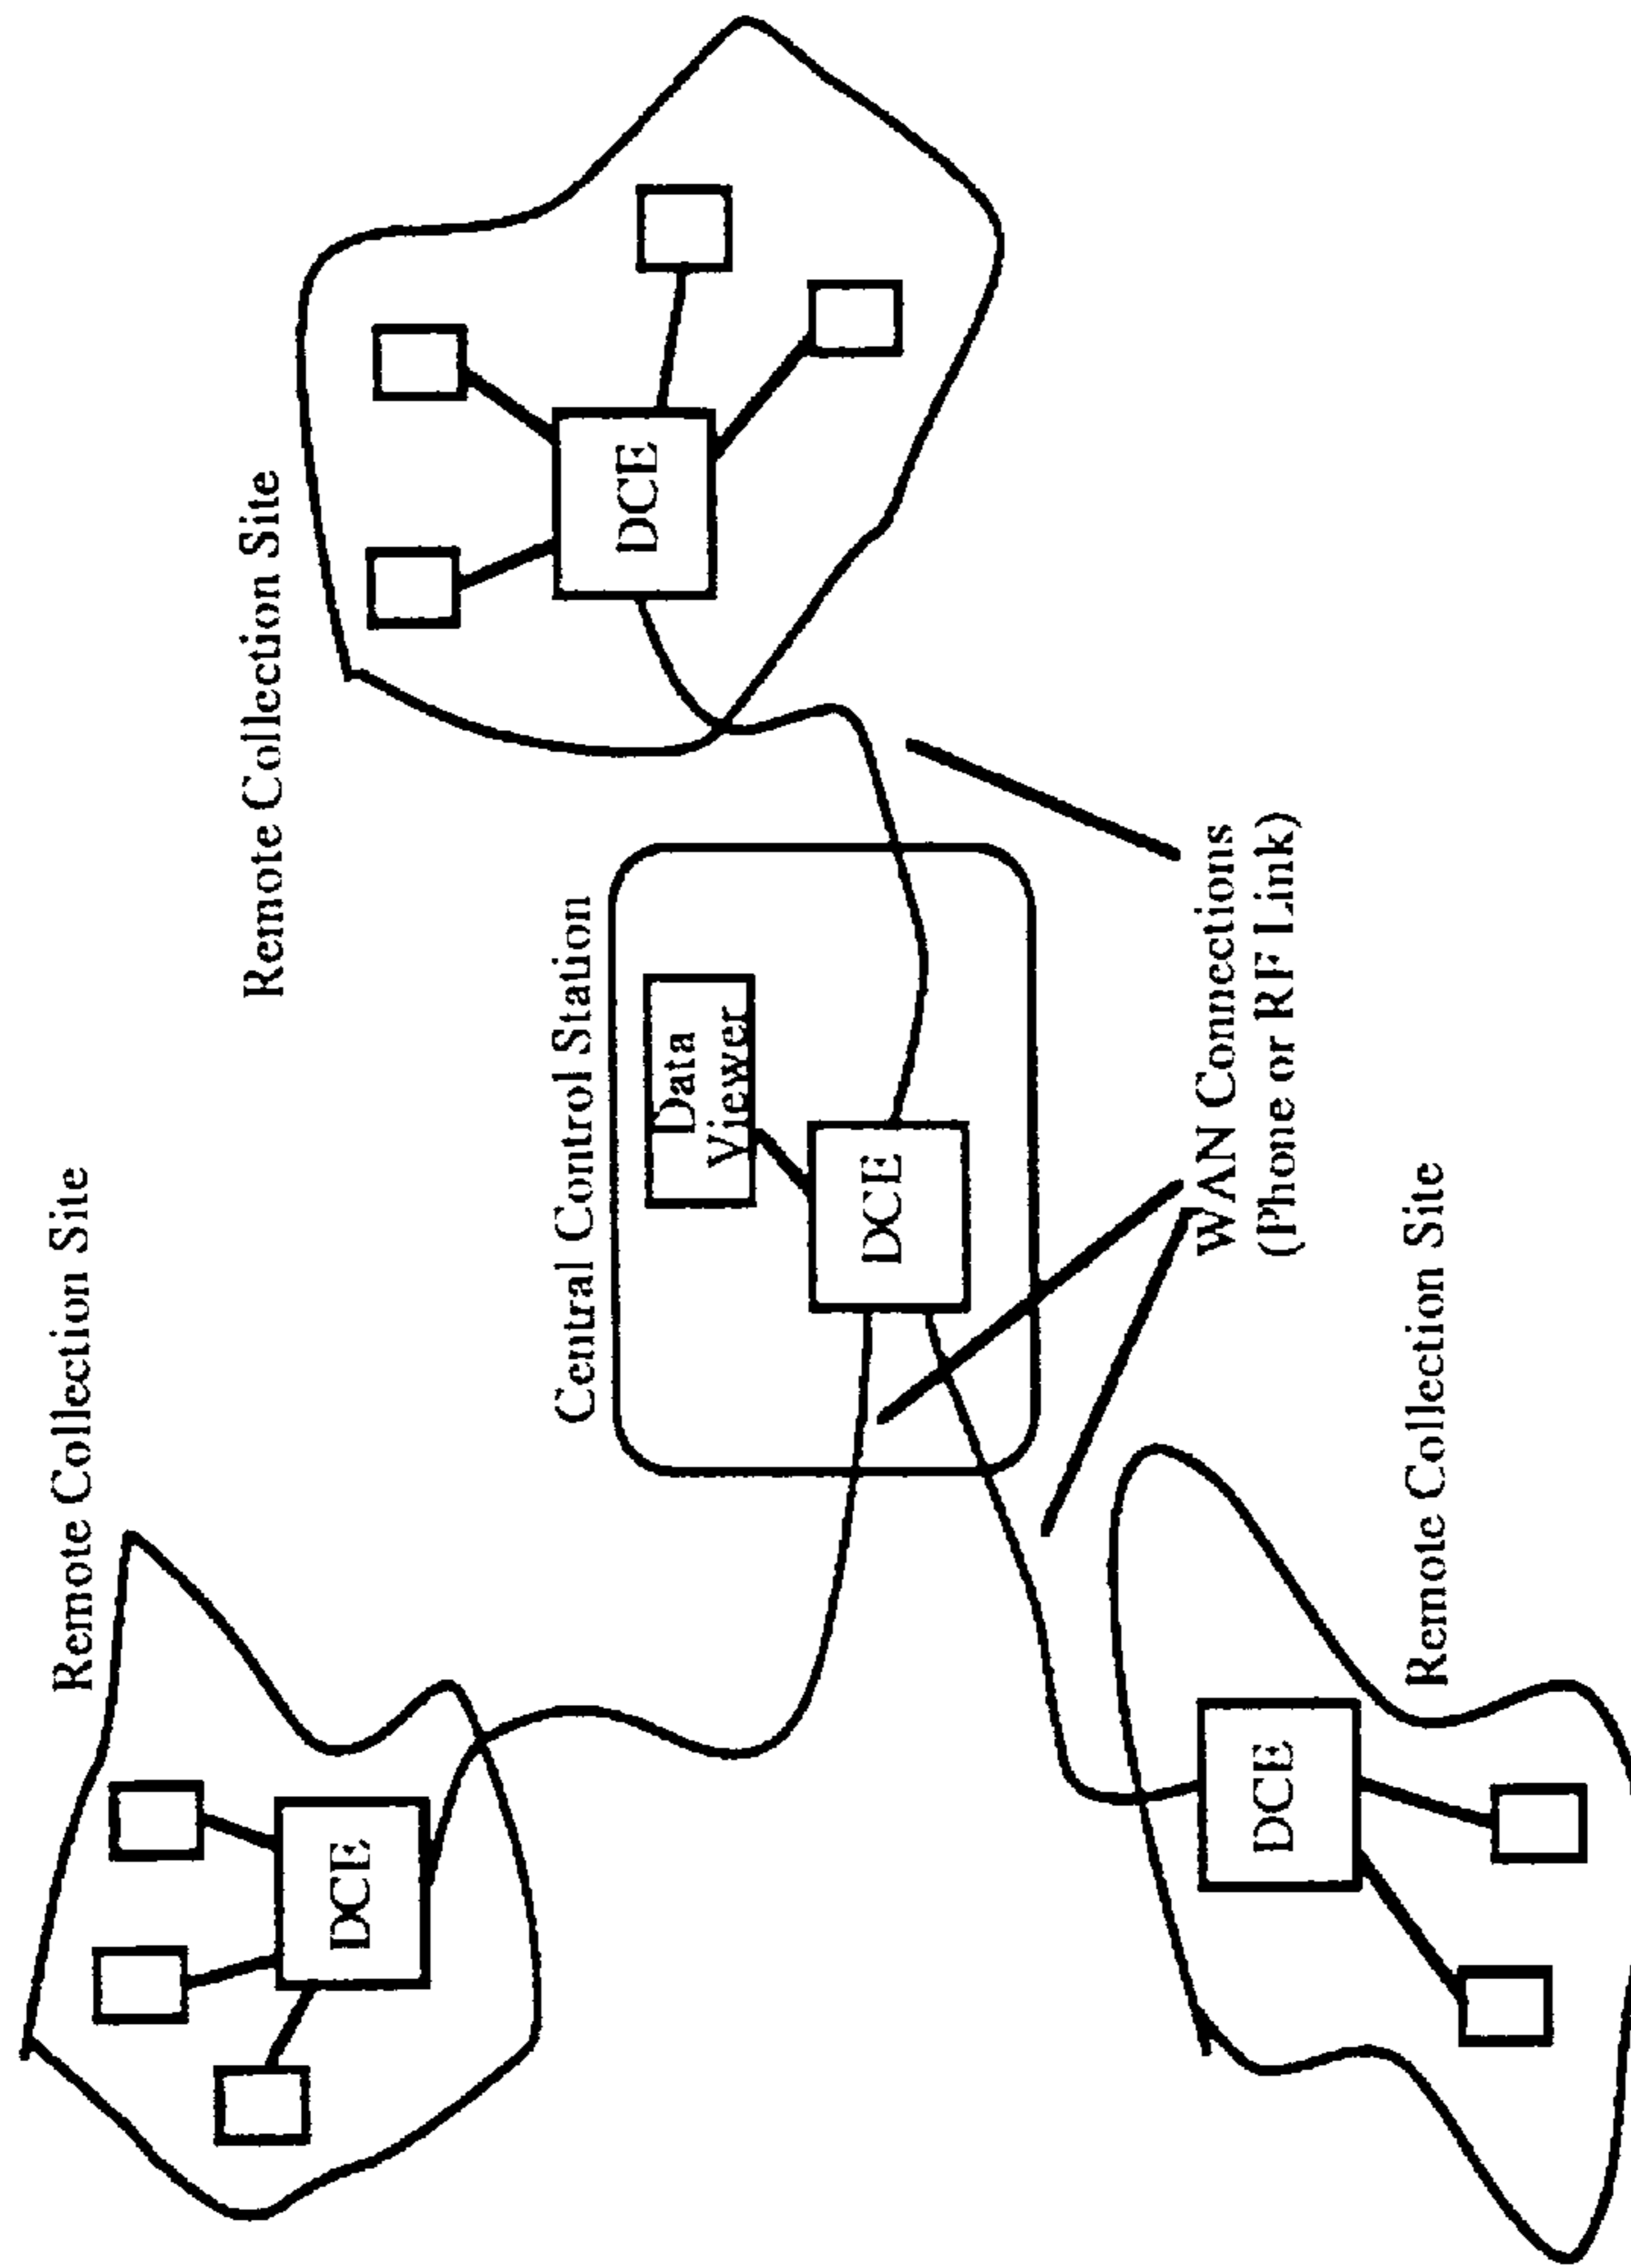 Remote Collection Site
DCE
Remote Collection Site
DCE
Central Control Station
Data
Viewer
DCE
WAN Connections
(Phone or RF Link)
Remote Collection Site
DCE